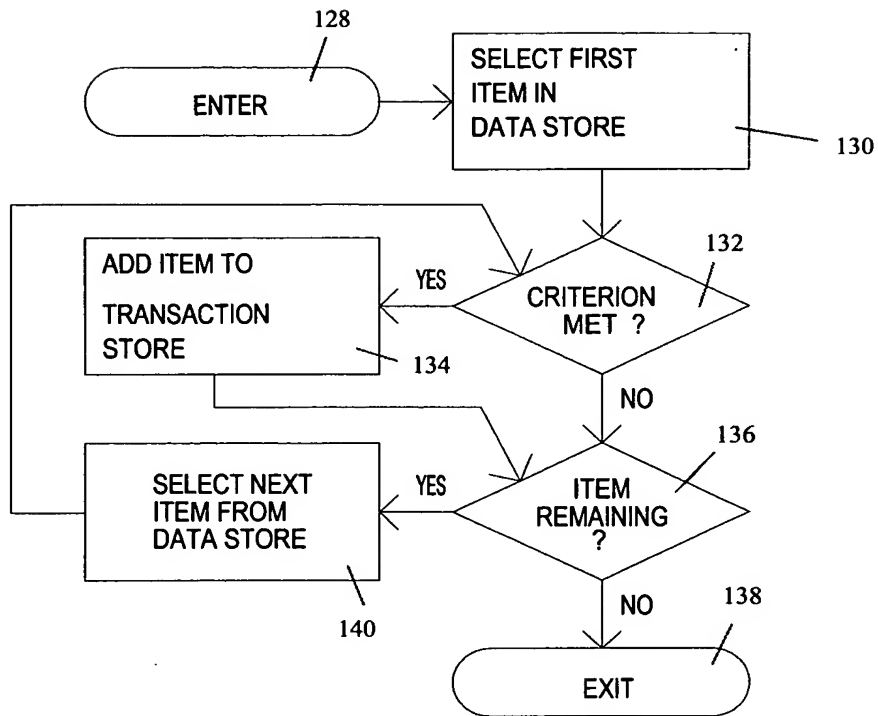 128
ENTER
SELECT FIRST
ITEM IN
DATA STORE
130
132
CRITERION
MET ?
YES
ADD ITEM TO
TRANSACTION
STORE
134
NO
136
ITEM
REMAINING
?
YES
SELECT NEXT
ITEM FROM
DATA STORE
140
NO
138
EXIT